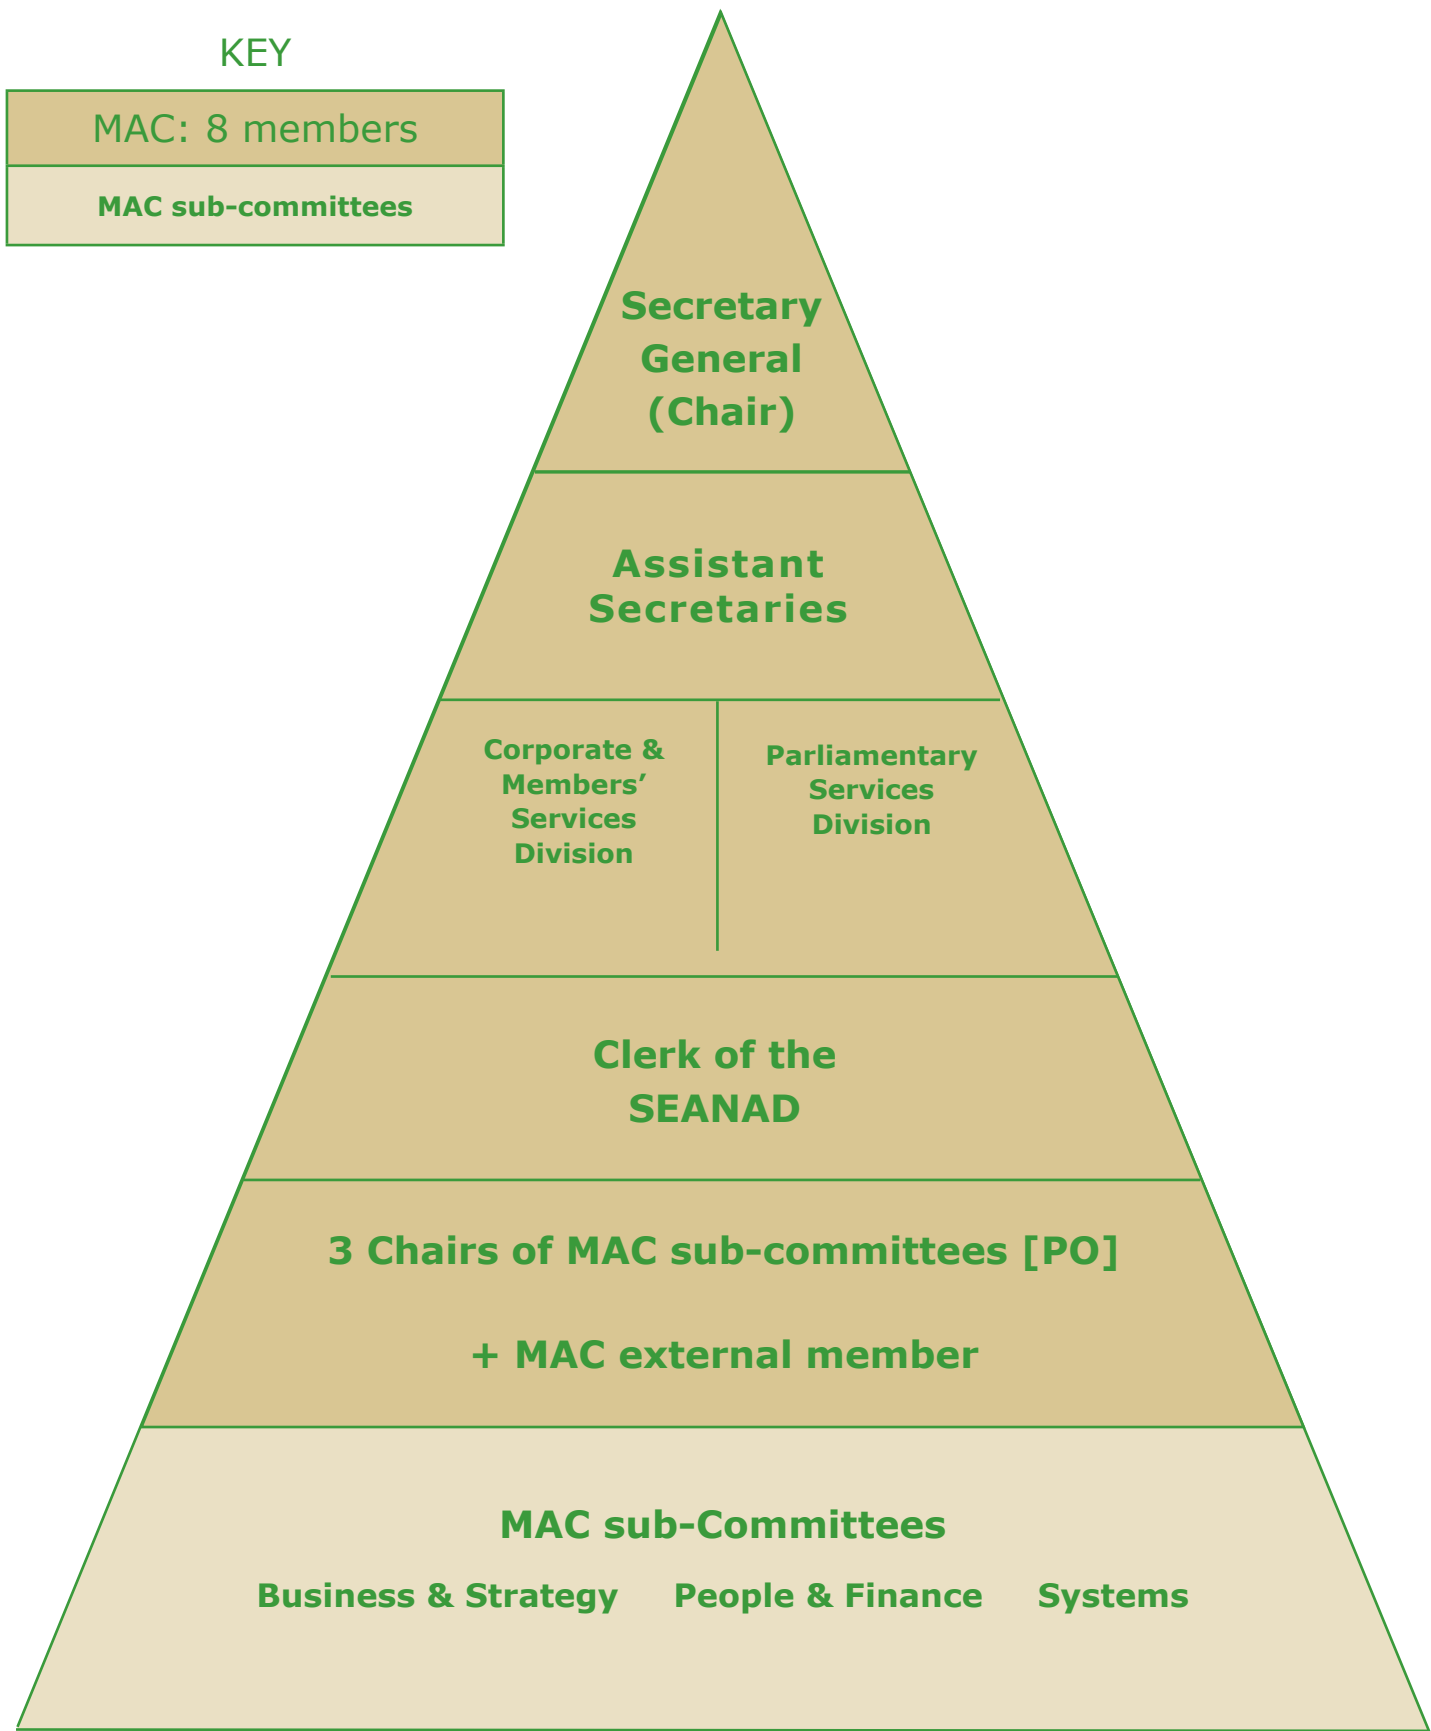 KEY
MAC: 8 members
MAC sub-committees
Secretary
General
(Chair)
Assistant
Secretaries
Corporate &
Members’
Services
Division
Parliamentary
Services
Division
Clerk of the
SEANAD
3 Chairs of MAC sub-committees [PO]
+ MAC external member
MAC sub-Committees
Business & Strategy People & Finance Systems